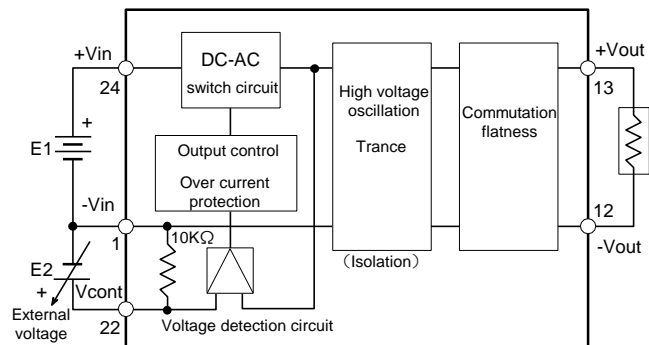 +Vin
24
DC-AC
switch circuit
High voltage
oscillation
Trance
Commutation
flatness
+Vout
13
+
E1
Output control
Over current
protection
-Vin
1
10KΩ
12
-Vout
(Isolation)
E2
+
Vcont
External
voltage
22
Voltage detection circuit